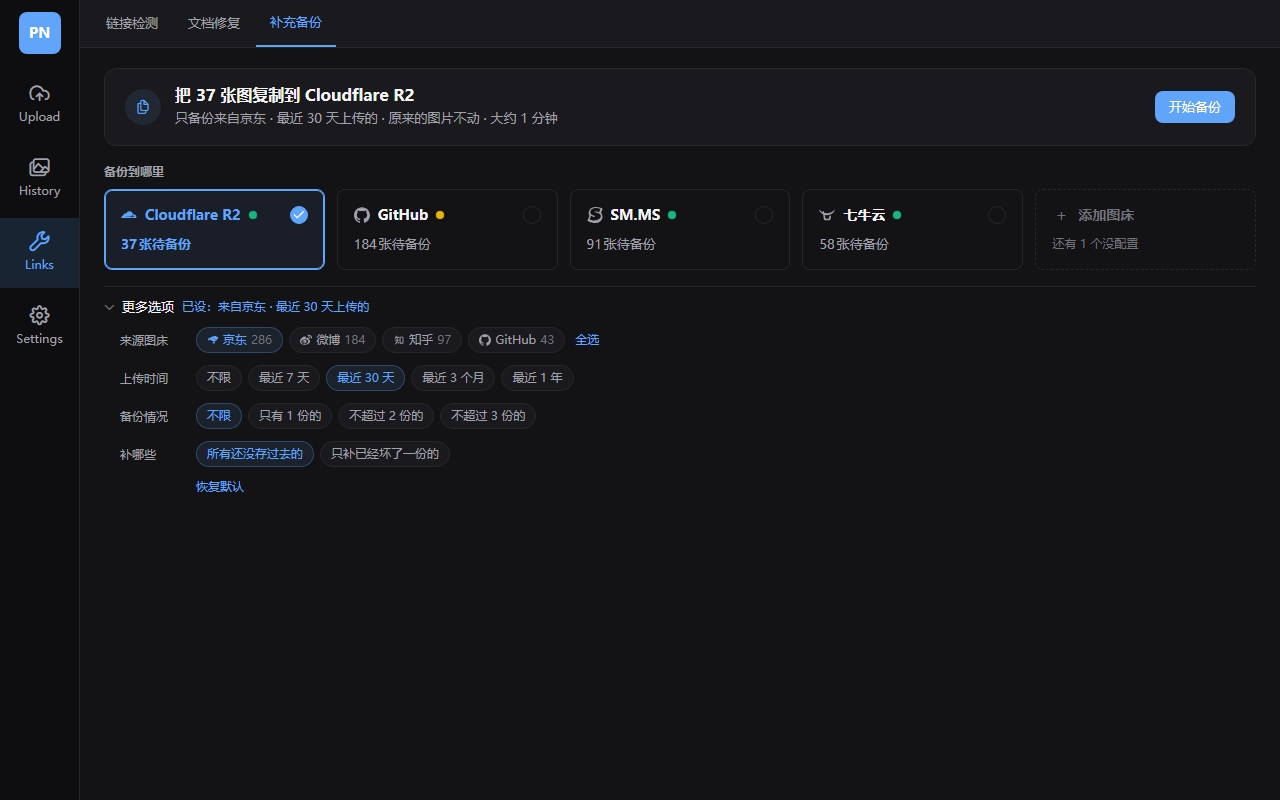 PN
Upload
History
Links
Settings
链接检测 文档修复 补充备份
把 37 张图复制到 Cloudflare R2
只备份来自京东 · 最近 30 天上传的 · 原来的图片不动 · 大约 1 分钟
开始备份
备份到哪里
Cloudflare R2
37 张待备份
GitHub
184 张待备份
SM.MS
91 张待备份
七牛云
58 张待备份
+ 添加图床
还有 1 个没配置
更多选项 已设：来自京东 · 最近 30 天上传的
来源图床 京东 286 微博 184 知 知乎 97 GitHub 43 全选
上传时间 不限 最近 7 天 最近 30 天 最近 3 个月 最近 1 年
备份情况 不限 只有 1 份的 不超过 2 份的 不超过 3 份的
补哪些 所有还没存过去的 只补已经坏了一份的
恢复默认